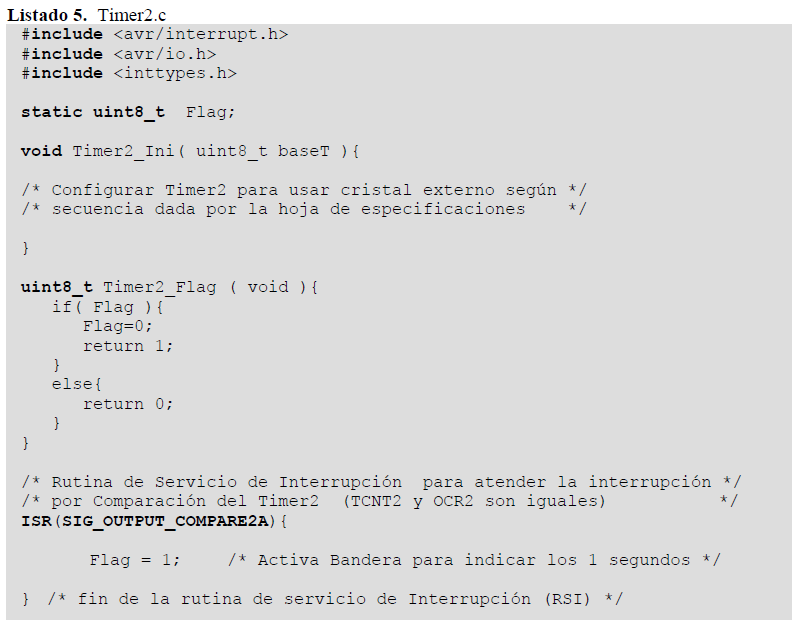 Listado 5.  Timer2.c
#include <avr/interrupt.h>
#include <avr/io.h>
#include <inttypes.h>
static uint8_t  Flag;
void Timer2_Ini( uint8_t baseT ){
/* Configurar Timer2 para usar cristal externo según */
/* secuencia dada por la hoja de especificaciones    */
}
uint8_t Timer2_Flag ( void ){
   if( Flag ){
      Flag=0;
      return 1;
   }
   else{
      return 0;
   }
}
/* Rutina de Servicio de Interrupción  para atender la interrupción */
/* por Comparación del Timer2  (TCNT2 y OCR2 son iguales)           */
ISR(SIG_OUTPUT_COMPARE2A){
       Flag = 1;     /* Activa Bandera para indicar los 1 segundos */
}  /* fin de la rutina de servicio de Interrupción (RSI) */